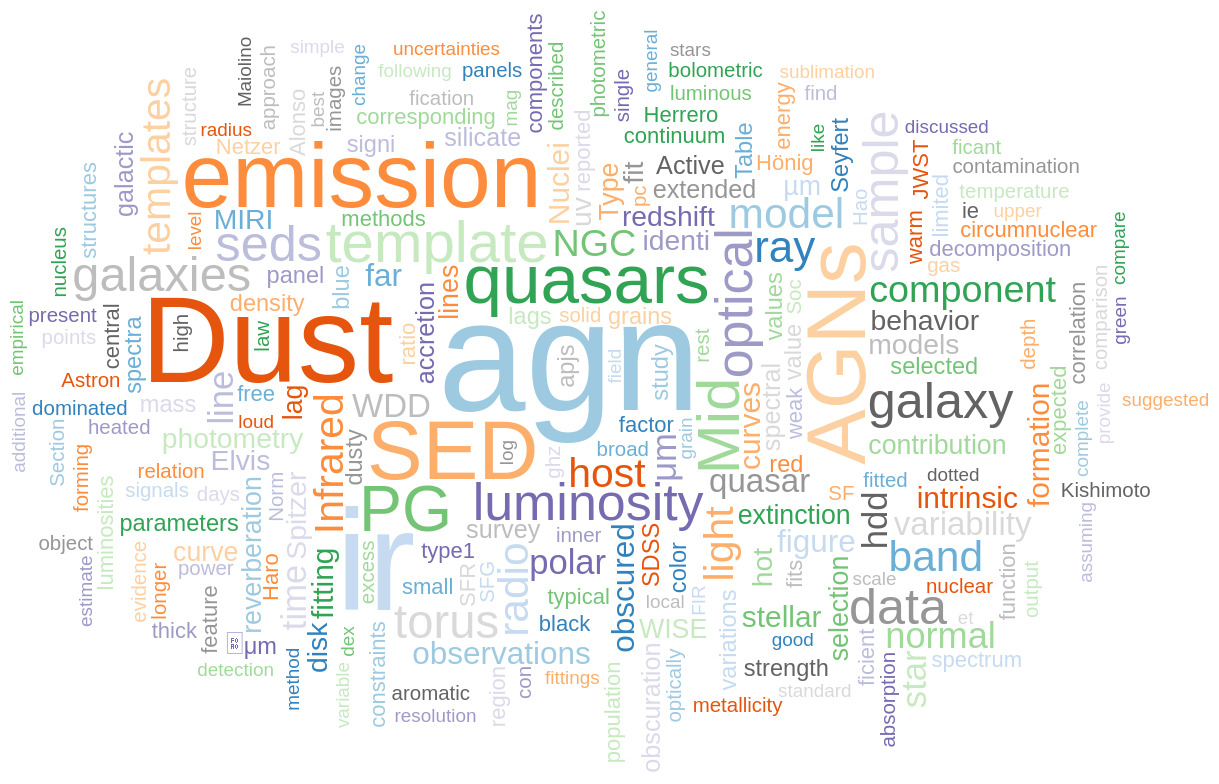 stars
simple
Maiolino
uncertainties
general
following
panels
change
components
described
photometric
bolometric
sublimation
structure
approach
best
images
fication
mag
single
luminous
energy
find
templates
Alonso
corresponding
Herrero
continuum
like
Seyfert
sample
discussed
radius
Netzer
signi
silicate
uv
reported
fit
Active
Table
Hönig
JWST
ficant
contamination
galactic
emission
Nuclei
Type
pc
extended
µm
Hao
limited
temperature
structures
level
MIRI
methods
redshift
model
ie
upper
warm
circumnuclear
nucleus
seds
template
NGC
identi
optical
ray
decomposition
compare
galaxies
panel
blue
far
lines
quasars
values
Soc
AGNs
gas
component
correlation
comparison
green
empirical
present
points
central
density
high
law
ratio
accretion
lags
solid
grains
rest
behavior
depth
spectra
Dust
agn
apjs
field
study
value
models
selected
Astron
free
lag
mass
line
WDD
weak
curves
spectral
galaxy
expected
provide
suggested
dominated
heated
loud
additional
Section
photometry
Elvis
Infrared
dusty
SED
log
ghz
factor
broad
grain
Mid
contribution
formation
complete
forming
relation
signals
days
Norm
host
µm
red
quasar
fitted
dotted
SF
Kishimoto
luminosities
parameters
reverberation
Spitzer
PG
luminosity
light
extinction
hdd
intrinsic
variability
assuming
object
curve
time
ir
survey
inner
figure
band
estimate
evidence
longer
power
Haro
fitting
excess
type1
radio
polar
obscured
SDSS
color
hot
fits
scale
nuclear
function
output
small
SFR
SFG
typical
local
FIR
selection
data
et
thick
feature
µm
disk
dex
torus
black
WISE
stellar
good
normal
detection
method
variable
constraints
observations
obscuration
optically
variations
strength
ficient
star
spectrum
aromatic
region
con
fittings
population
standard
absorption
resolution
metallicity